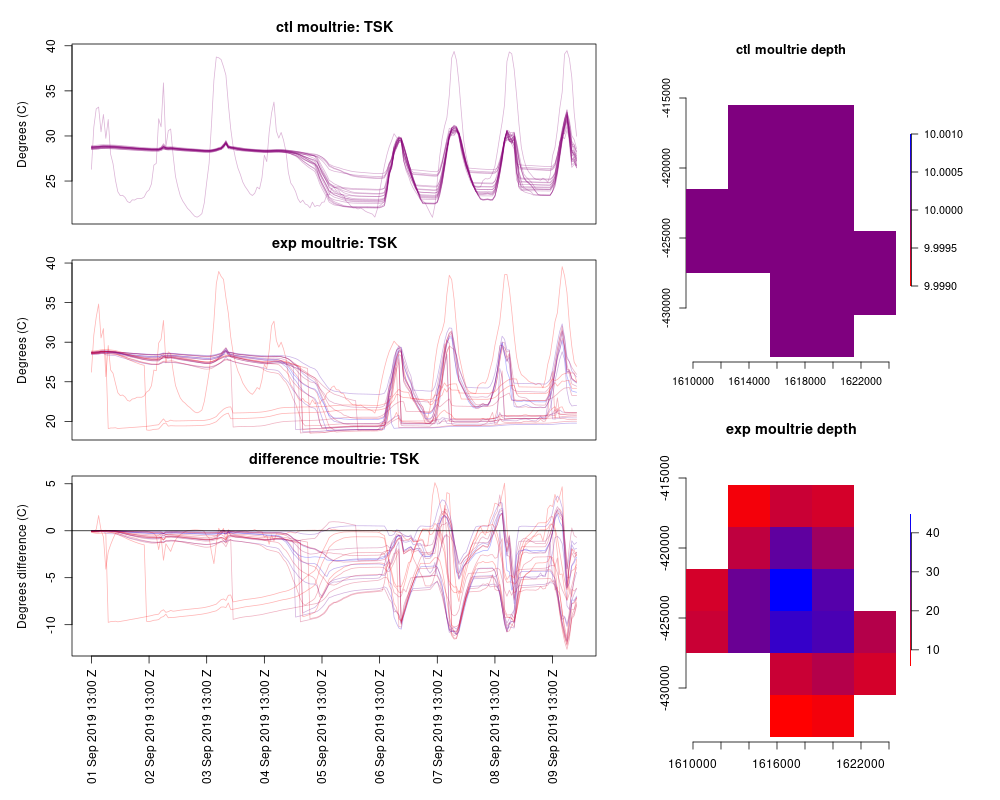 ctl moultrie: TSK
Degrees (C)
40
35
30
25
exp moultrie: TSK
Degrees (C)
40
35
30
25
20
difference moultrie: TSK
Degrees difference (C)
5
0
-5
-10
01 Sep 2019 13:00 Z
02 Sep 2019 13:00 Z
03 Sep 2019 13:00 Z
04 Sep 2019 13:00 Z
05 Sep 2019 13:00 Z
06 Sep 2019 13:00 Z
07 Sep 2019 13:00 Z
08 Sep 2019 13:00 Z
09 Sep 2019 13:00 Z
ctl moultrie depth
-415000
-420000
-425000
-430000
1610000 1614000 1618000 1622000
10.0010
10.0005
10.0000
9.9995
9.9990
exp moultrie depth
-415000
-420000
-425000
-430000
1610000 1616000 1622000
40
30
20
10